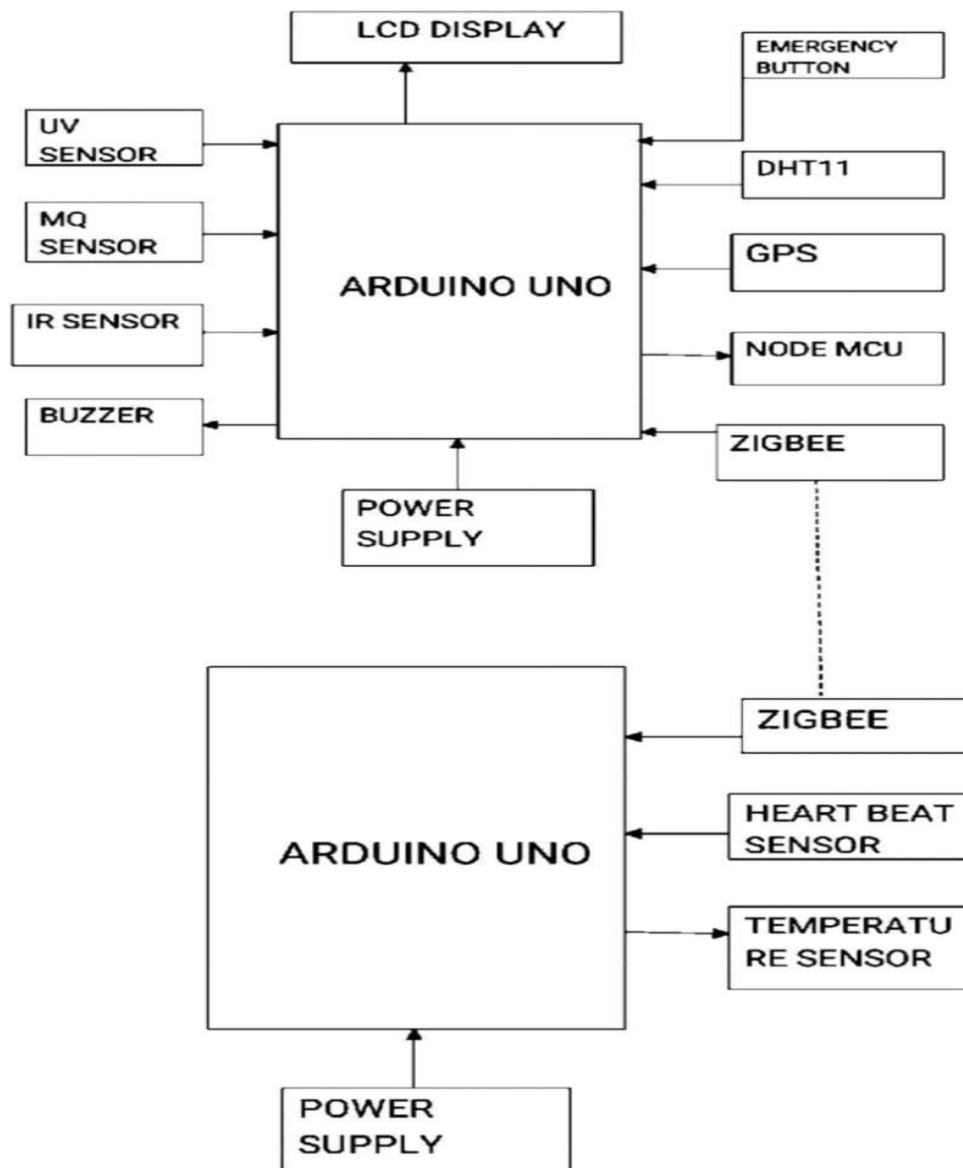 LCD DISPLAY
EMERGENCY
BUTTON
UV
SENSOR
DHT11
MQ
SENSOR
GPS
ARDUINO UNO
IR SENSOR
NODE MCU
BUZZER
ZIGBEE
POWER
SUPPLY
ZIGBEE
HEART BEAT
SENSOR
ARDUINO UNO
TEMPERATU
RE SENSOR
POWER
SUPPLY